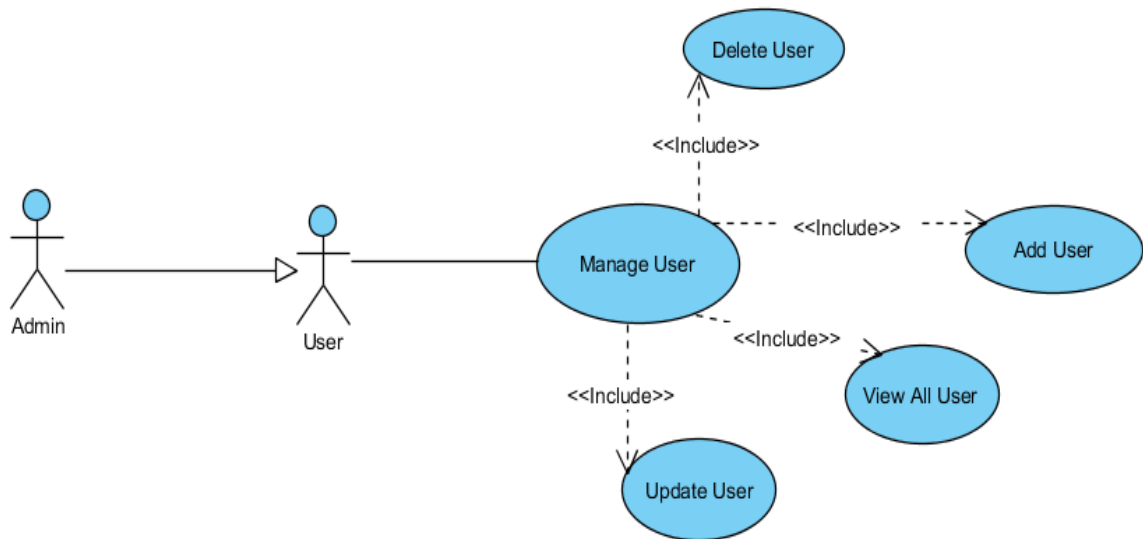 Delete User
<<Include>>
<<Include>>
Add User
Manage User
Admin
User
<<Include>>
View All User
<<Include>>
Update User